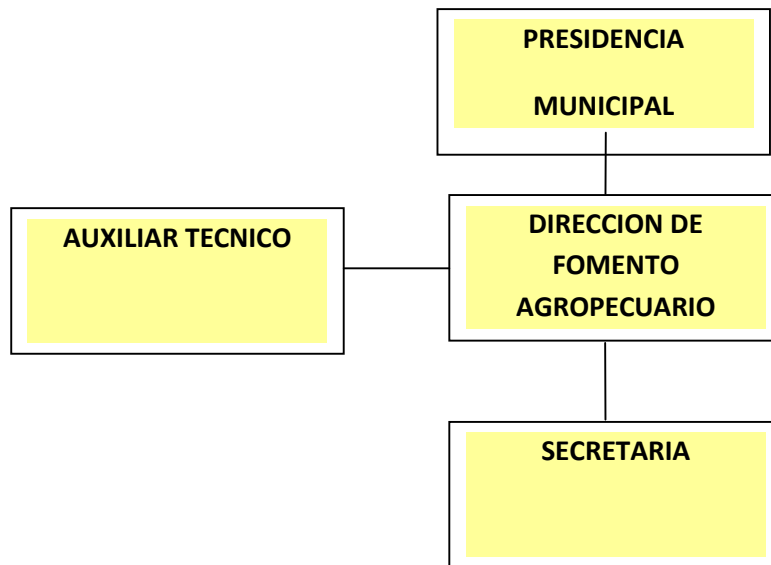 PRESIDENCIA
MUNICIPAL
AUXILIAR TECNICO
DIRECCION DE
FOMENTO
AGROPECUARIO
SECRETARIA